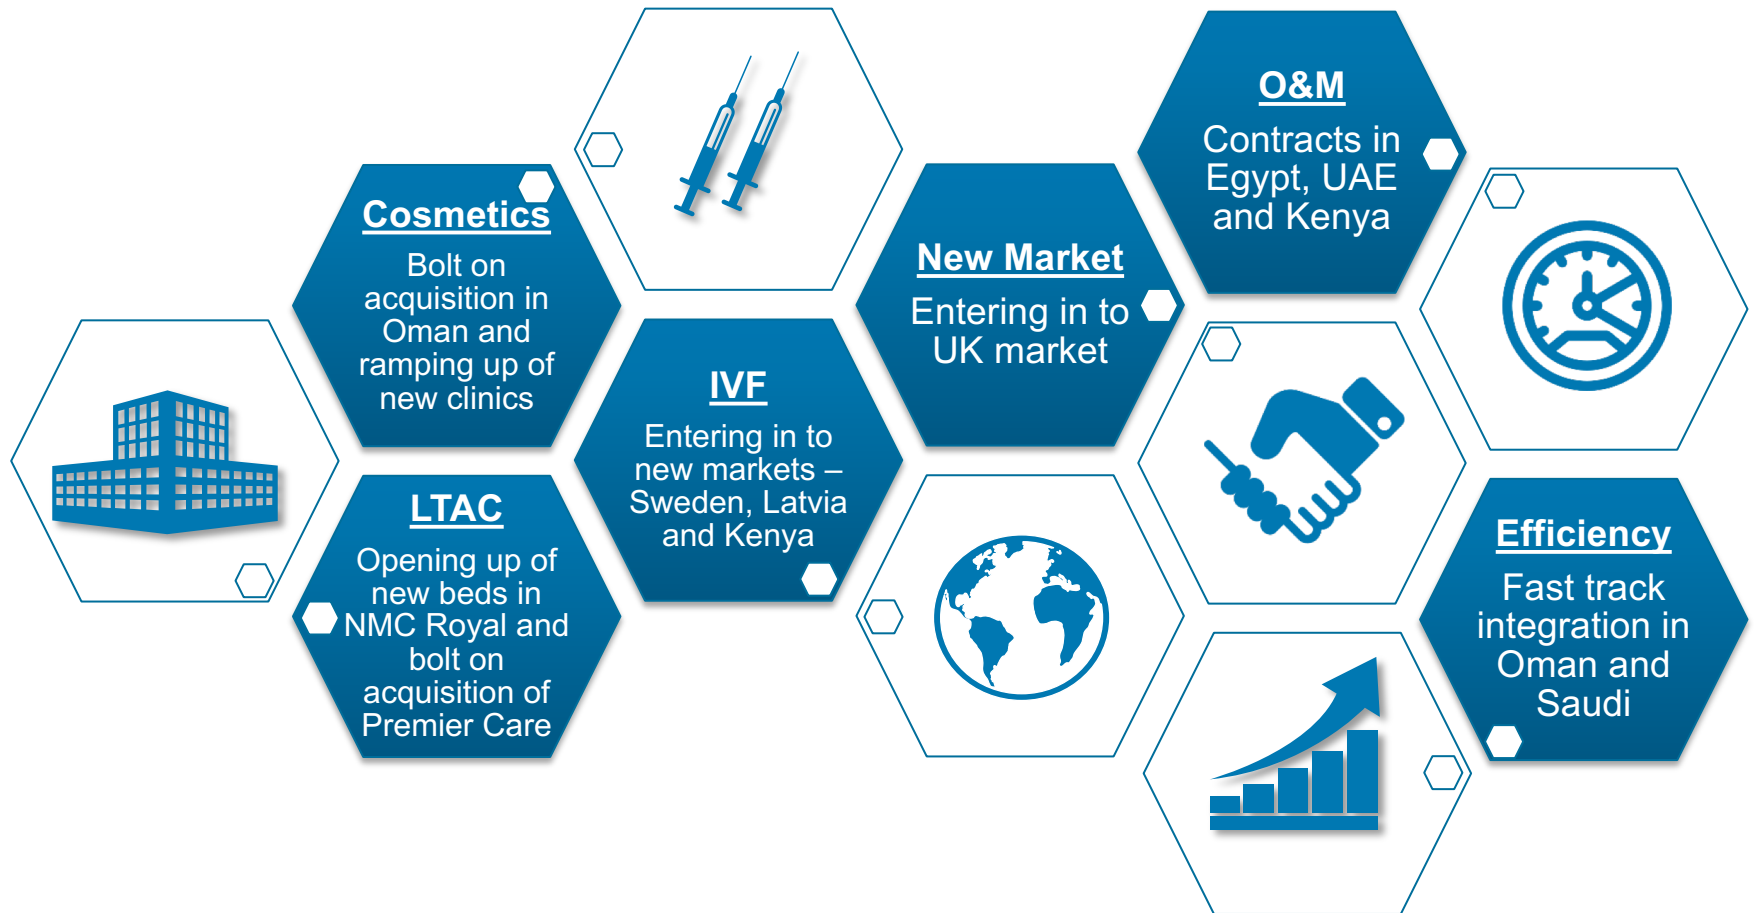 Cosmetics
Bolt on
acquisition in
Oman and
ramping up of
new clinics
LTAC
Opening up of
new beds in
NMC Royal and
bolt on
acquisition of
Premier Care
IVF
Entering in to
new markets –
Sweden, Latvia
and Kenya
New Market
Entering in to
UK market
O&M
Contracts in
Egypt, UAE
and Kenya
Efficiency
Fast track
integration in
Oman and
Saudi